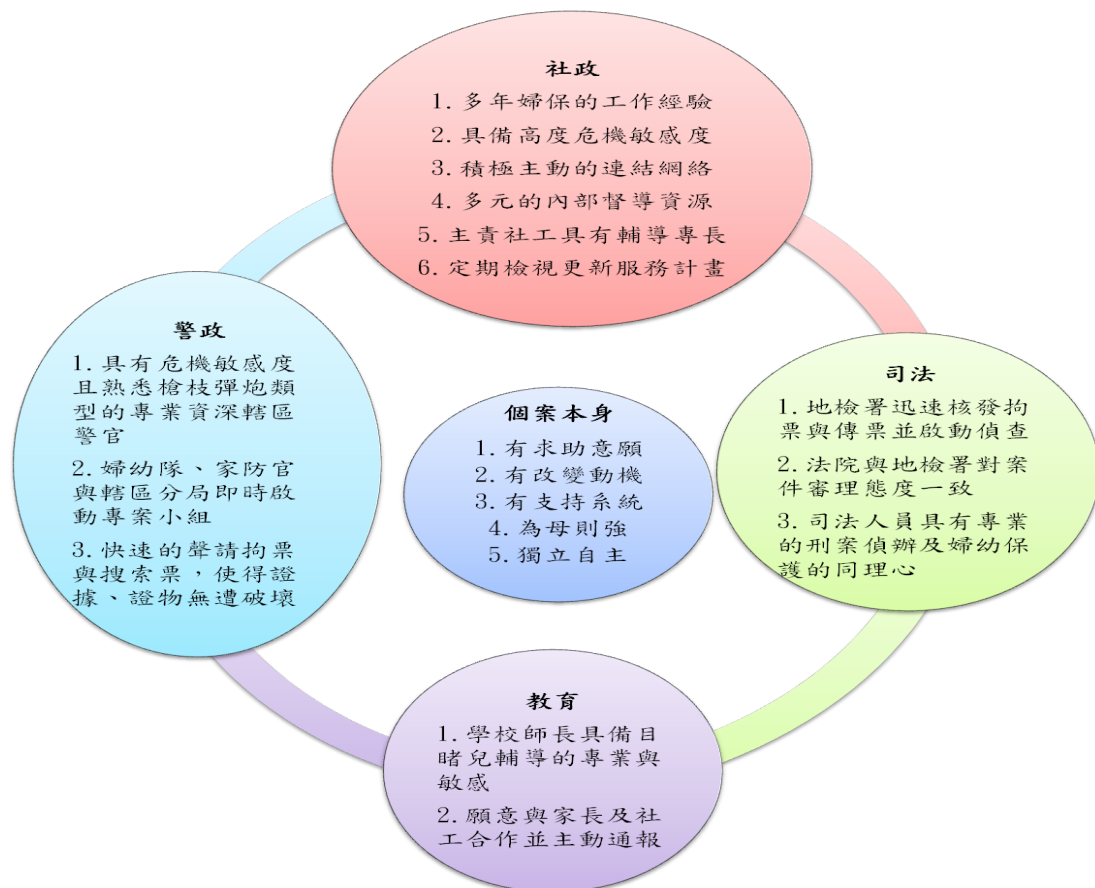 社政
1. 多年婦保的工作經驗
2. 具備高度危機敏感度
3. 積極主動的連結網絡
4. 多元的內部督導資源
5. 主責社工具有輔導專長
6. 定期檢視更新服務計畫
警政
1. 具有危機敏感度
且熟悉槍枝彈炮類
型的專業資深轄區
警官
2. 婦幼隊、家防官
與轄區分局即時啟
動專案小組
3. 快速的聲請拘票
與搜索票，使得證
據、證物無遭破壞
個案本身
1. 有求助意願
2. 有改變動機
3. 有支持系統
4. 為母則強
5. 獨立自主
司法
1. 地檢署迅速核發拘
票與傳票並啟動偵查
2. 法院與地檢署對案
件審理態度一致
3. 司法人員具有專業
的刑案偵辦及婦幼保
護的同理心
教育
1. 學校師長具備目
睹兒輔導的專業與
敏感
2. 願意與家長及社
工合作並主動通報